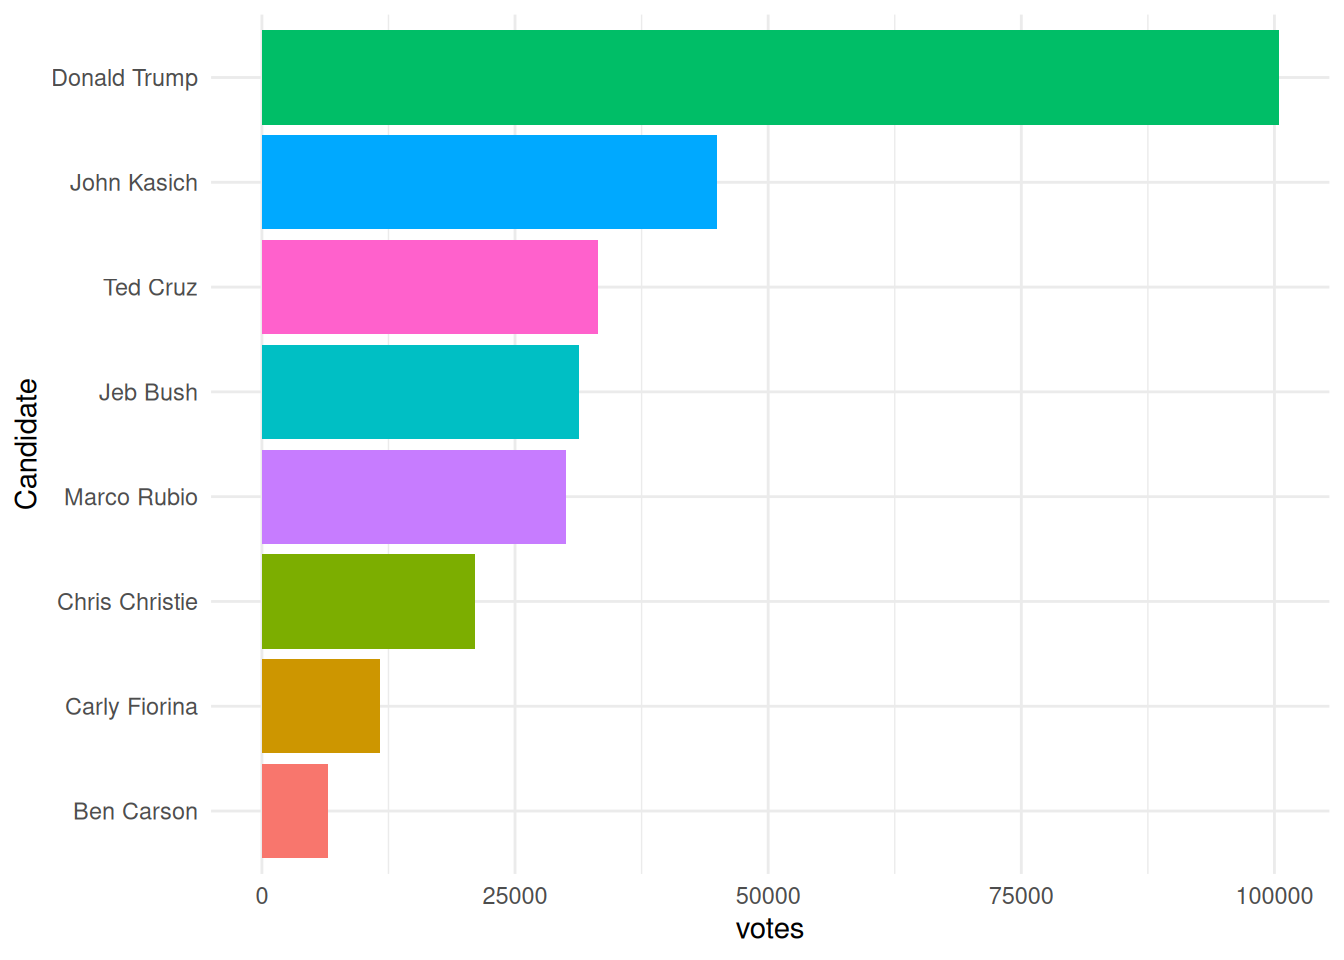 Donald Trump
John Kasich
Ted Cruz
Jeb Bush
Marco Rubio
Chris Christie
Carly Fiorina
Ben Carson
Candidate
0 25000 50000 75000 100000
votes